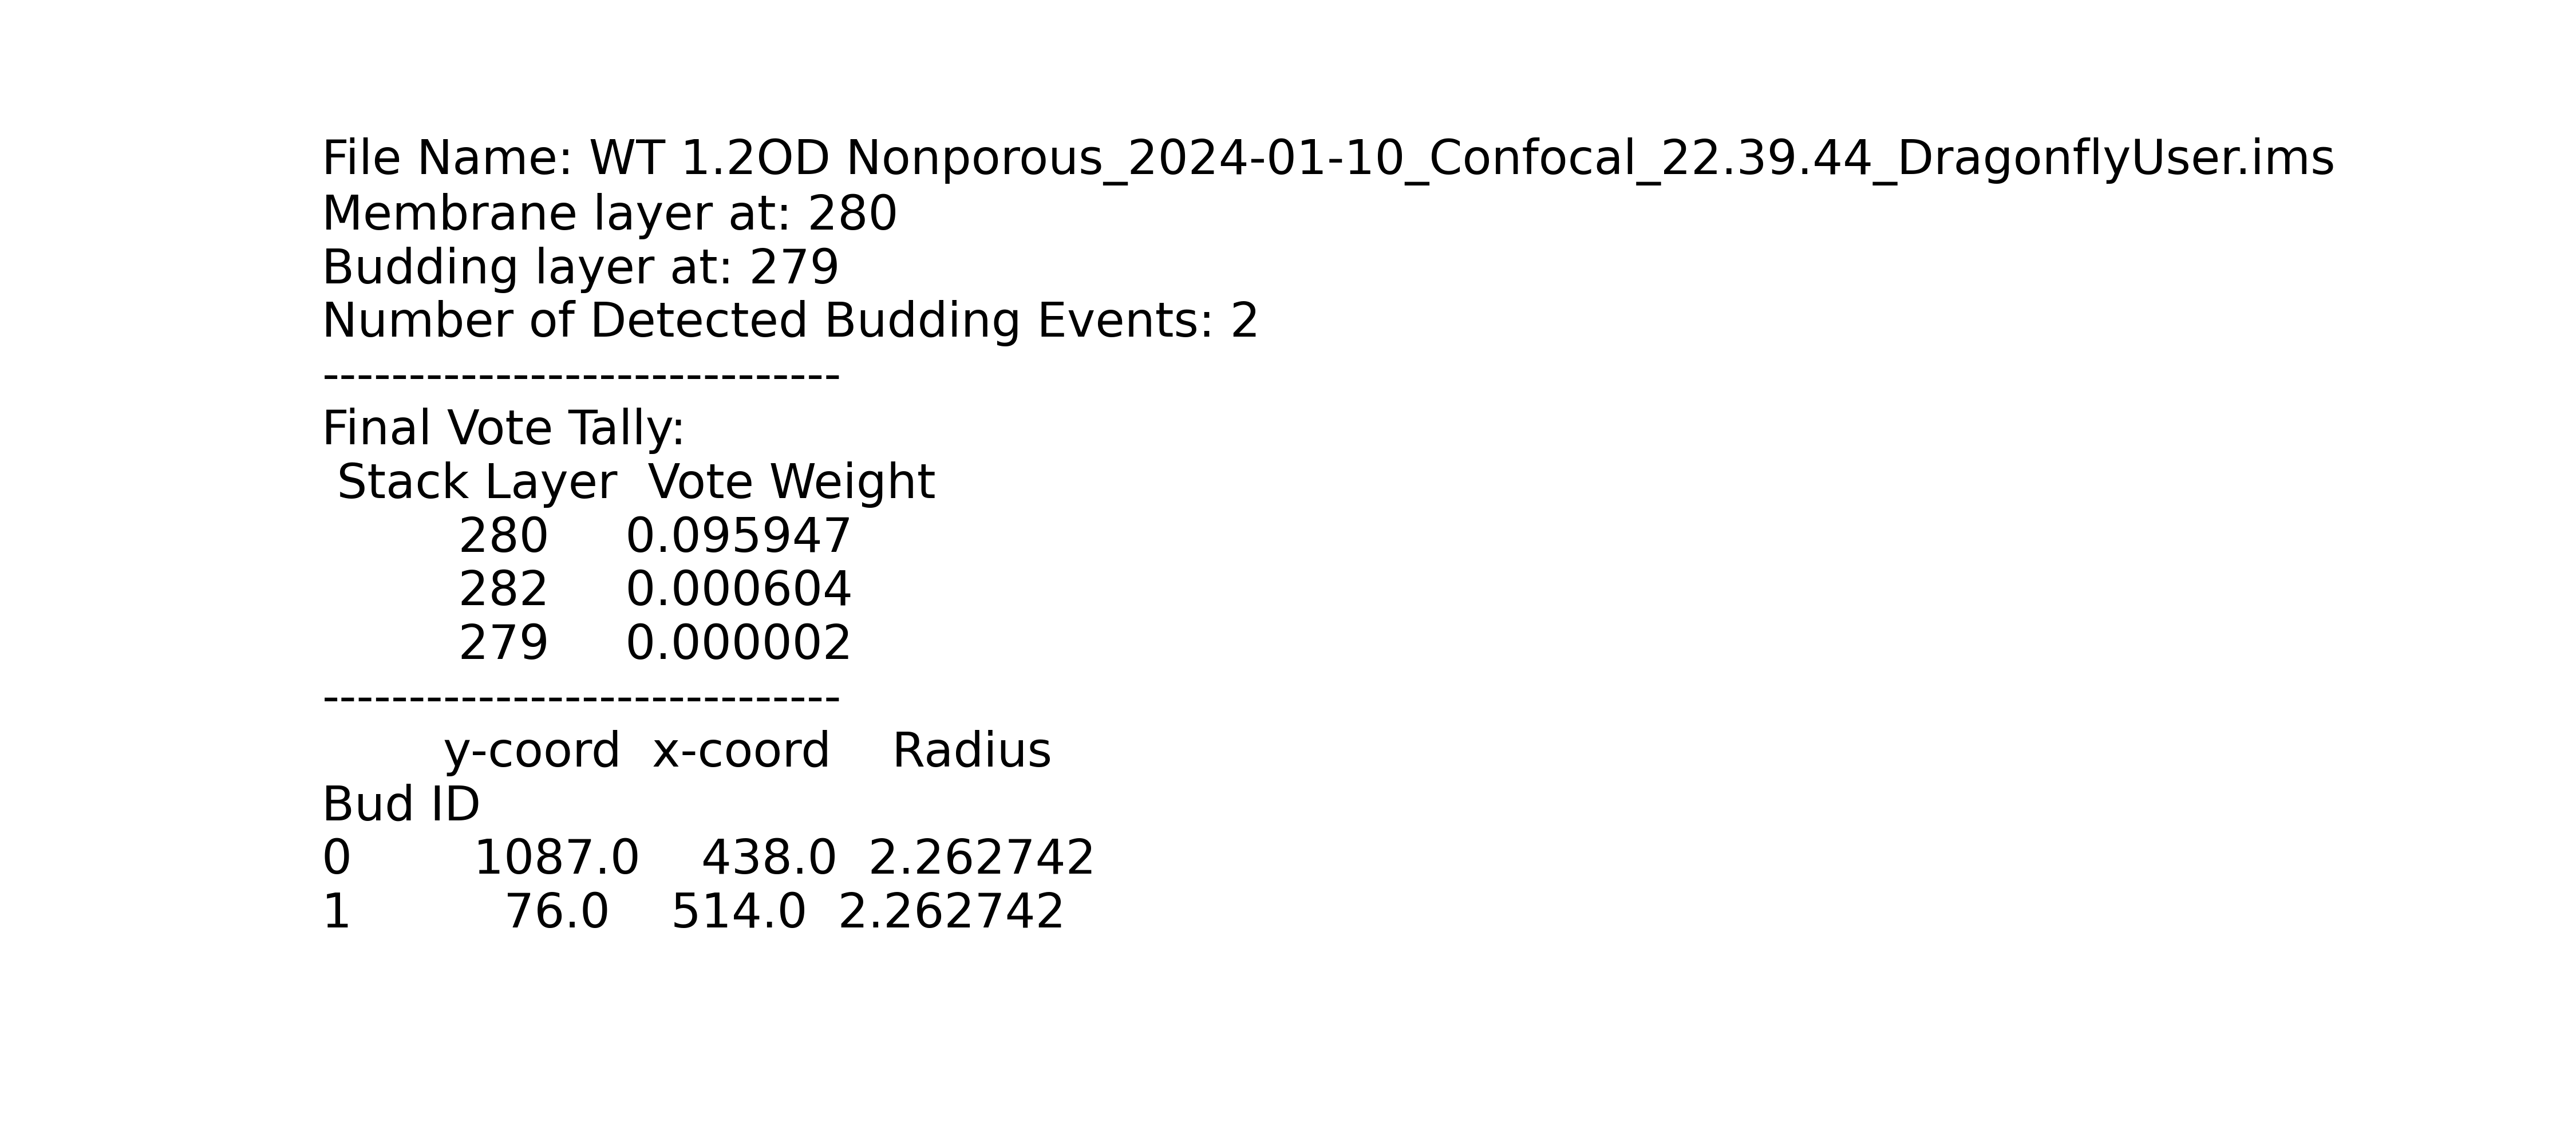 File Name: WT 1.2OD Nonporous_2024-01-10_Confocal_22.39.44_DragonflyUser.ims
Membrane layer at: 280
Budding layer at: 279
Number of Detected Budding Events: 2
------------------------------
Final Vote Tally:
Stack Layer  Vote Weight
280     0.095947
282     0.000604
279     0.000002
------------------------------
y-coord  x-coord    Radius
Bud ID
0        1087.0    438.0  2.262742
1          76.0    514.0  2.262742